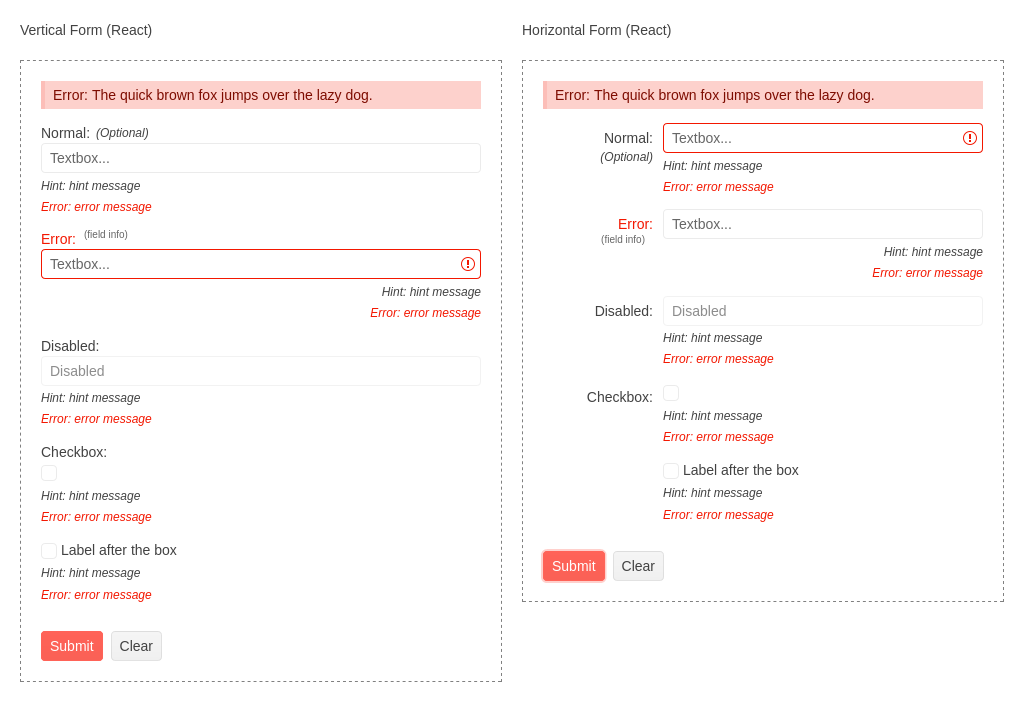 Vertical Form (React)
Error: The quick brown fox jumps over the lazy dog.
Normal: (Optional)
Textbox...
Hint: hint message
Error: error message
Error: (field info)
Textbox...
Hint: hint message
Error: error message
Disabled:
Disabled
Hint: hint message
Error: error message
Checkbox:
Hint: hint message
Error: error message
Label after the box
Hint: hint message
Error: error message
Submit Clear
Horizontal Form (React)
Error: The quick brown fox jumps over the lazy dog.
Normal: Textbox...
(Optional) Hint: hint message
Error: error message
Error: Textbox...
(field info) Hint: hint message
Error: error message
Disabled: Disabled
Hint: hint message
Error: error message
Checkbox:
Hint: hint message
Error: error message
Label after the box
Hint: hint message
Error: error message
Submit Clear